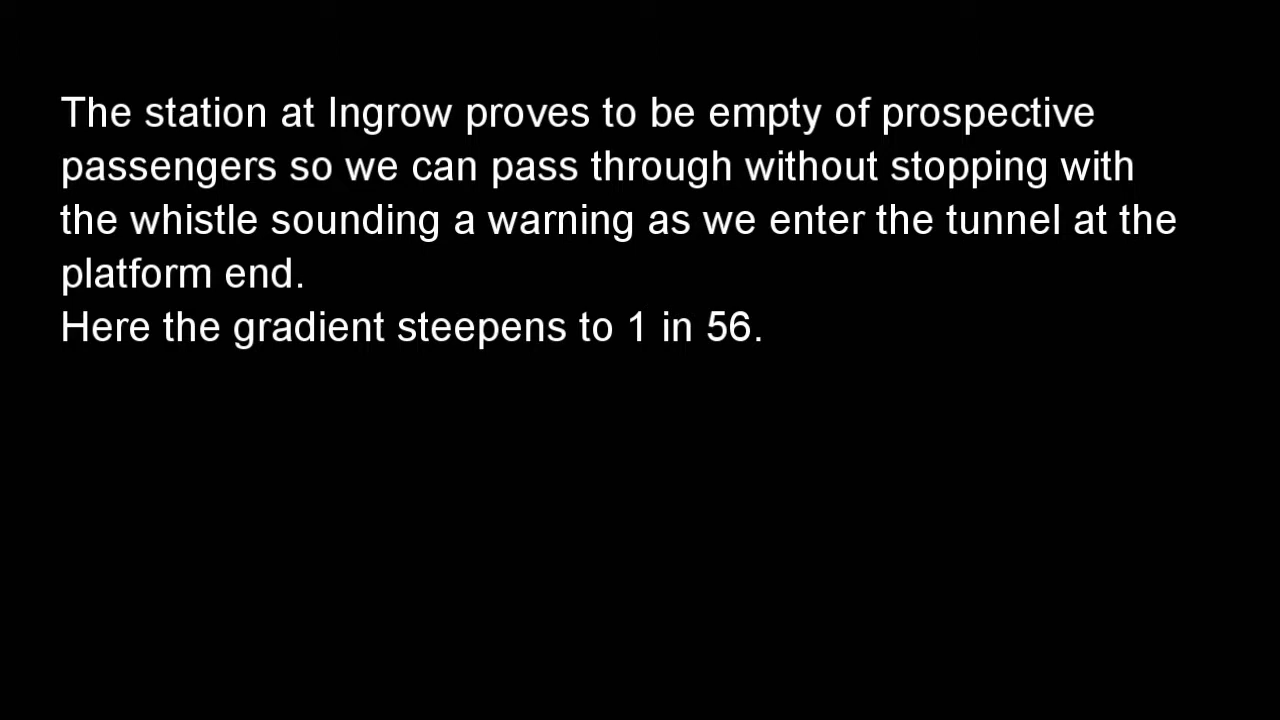 The station at Ingrow proves to be empty of prospective
passengers so we can pass through without stopping with
the whistle sounding a warning as we enter the tunnel at the
platform end.
Here the gradient steepens to 1 in 56.